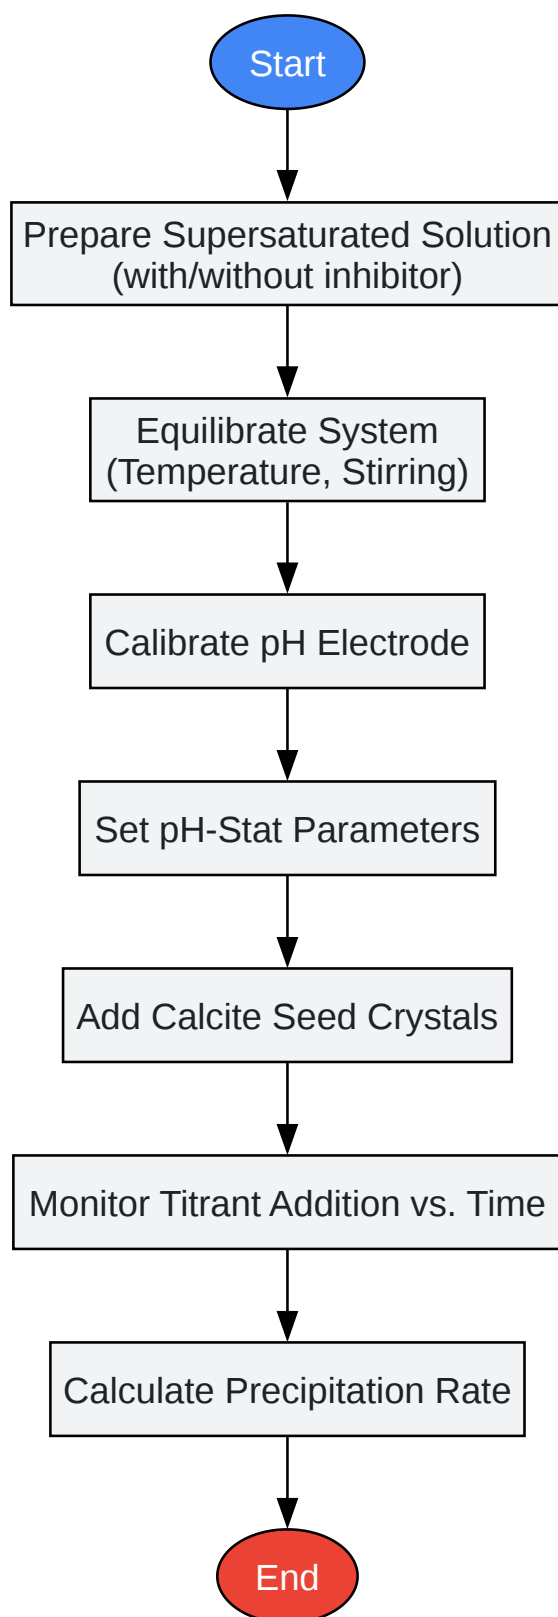 Start
Prepare Supersaturated Solution
(with/without inhibitor)
Equilibrate System
(Temperature, Stirring)
Calibrate pH Electrode
Set pH-Stat Parameters
Add Calcite Seed Crystals
Monitor Titrant Addition vs. Time
Calculate Precipitation Rate
End